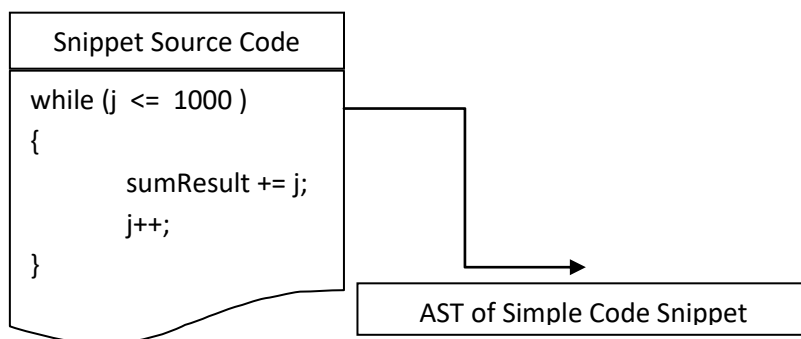 Snippet Source Code
while (j <= 1000 )
{
sumResult += j;
j++;
}
AST of Simple Code Snippet